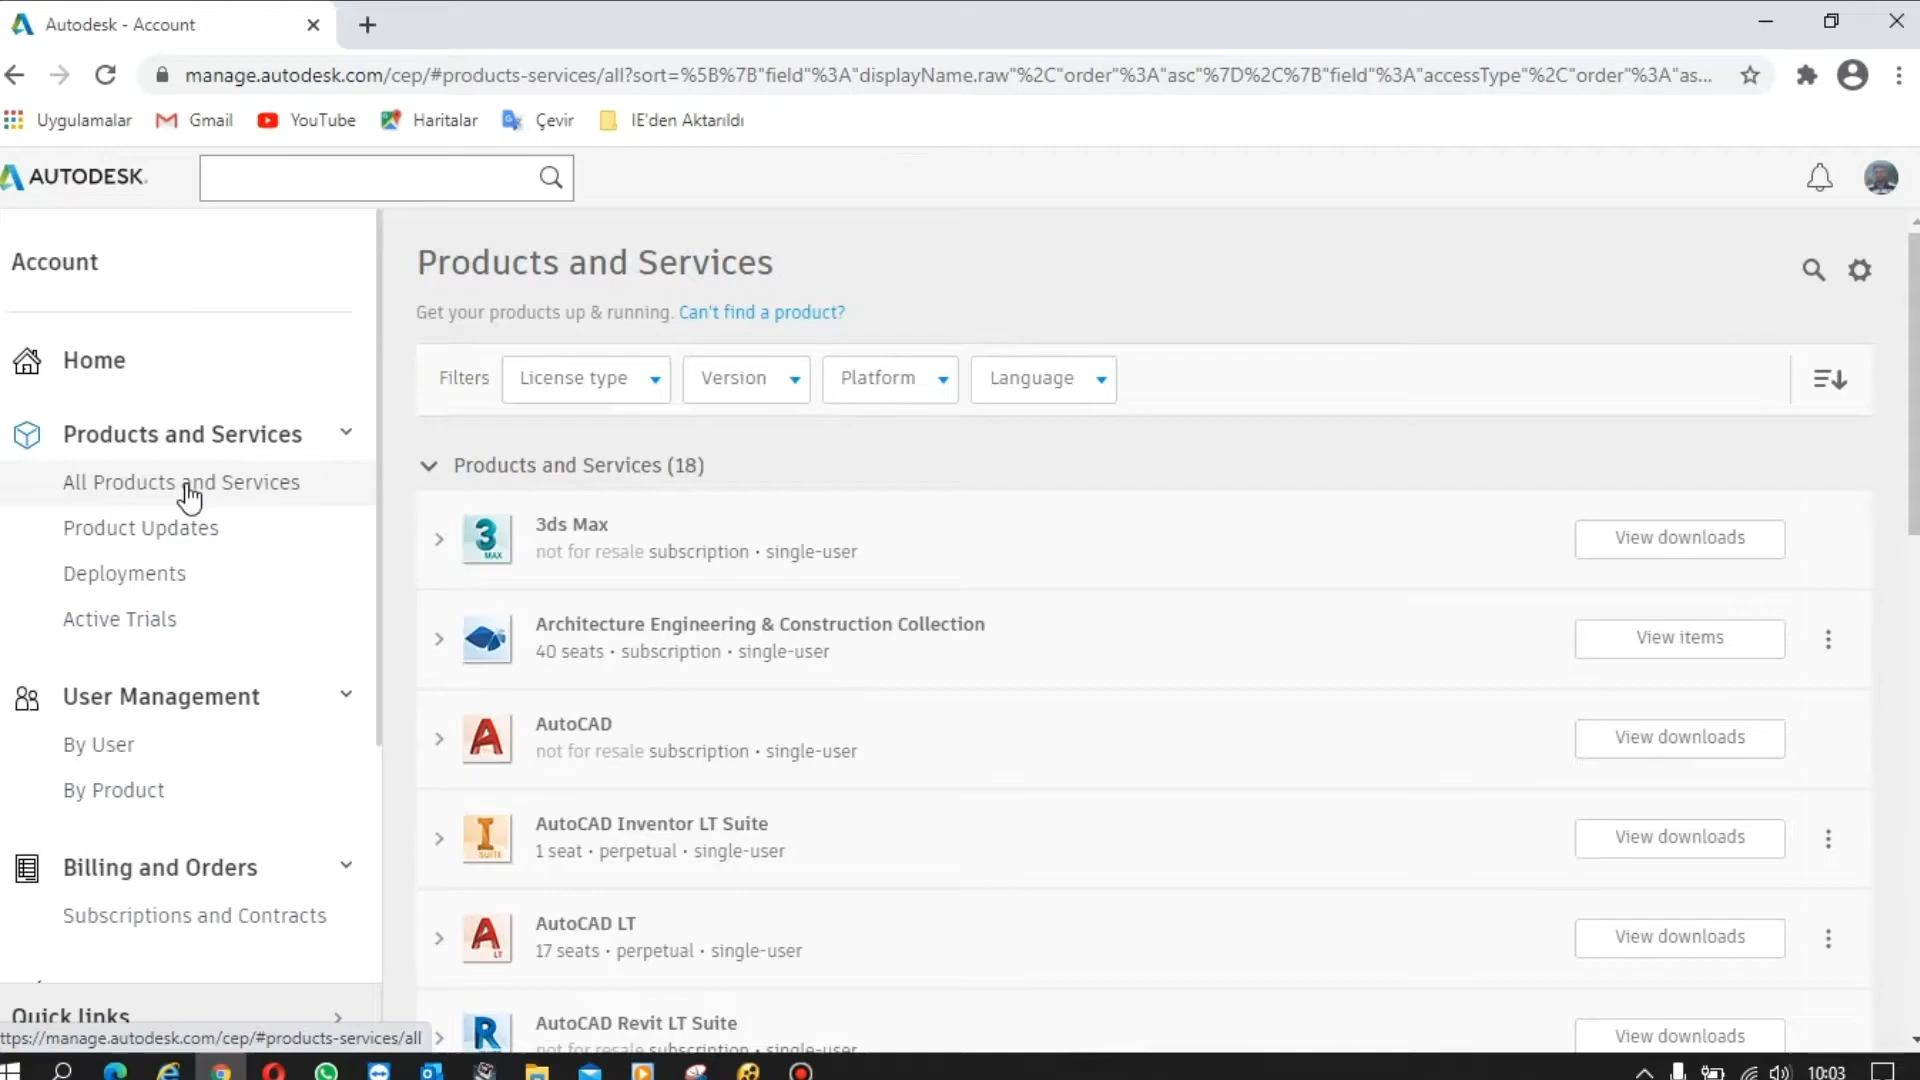 Autodesk - Account
manage.autodesk.com/cep/#products-services/all?sort=%5B%7B"field"%3A"displayName.raw"%2C"order"%3A"asc"%7D%2C%7B"field"%3A"accessType"%2C"order"%3A"as...
Uygulamalar Gmail YouTube Haritalar Çevir IE'den Aktarıldı
AUTODESK.
Account
Home
Products and Services
All Products and Services
Product Updates
Deployments
Active Trials
User Management
By User
By Product
Billing and Orders
Subscriptions and Contracts
Quick links
ttps://manage.autodesk.com/cep/#products-services/all
Products and Services
Get your products up & running. Can't find a product?
Filters License type Version Platform Language
Products and Services (18)
3ds Max
not for resale subscription • single-user
View downloads
Architecture Engineering & Construction Collection
40 seats • subscription • single-user
View items
AutoCAD
not for resale subscription • single-user
View downloads
AutoCAD Inventor LT Suite
1 seat • perpetual • single-user
View downloads
AutoCAD LT
17 seats • perpetual • single-user
View downloads
AutoCAD Revit LT Suite
not for resale subscription • single-user
View downloads
10:03